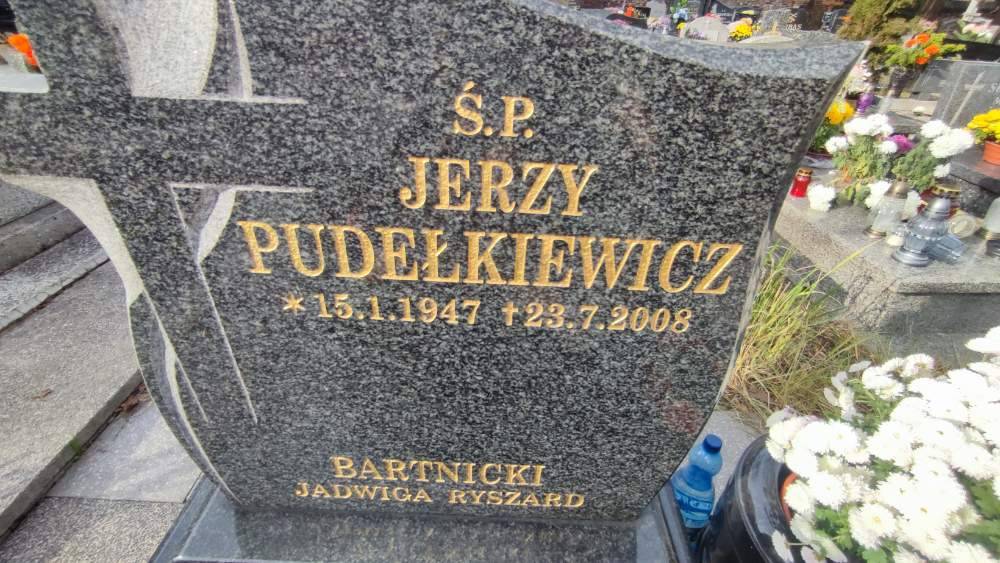 Ś.P.
JERZY
PUDEŁKIEWICZ
* 15.1.1947 † 23.7.2008
BARTNICKI
JADWIGA RYSZARD